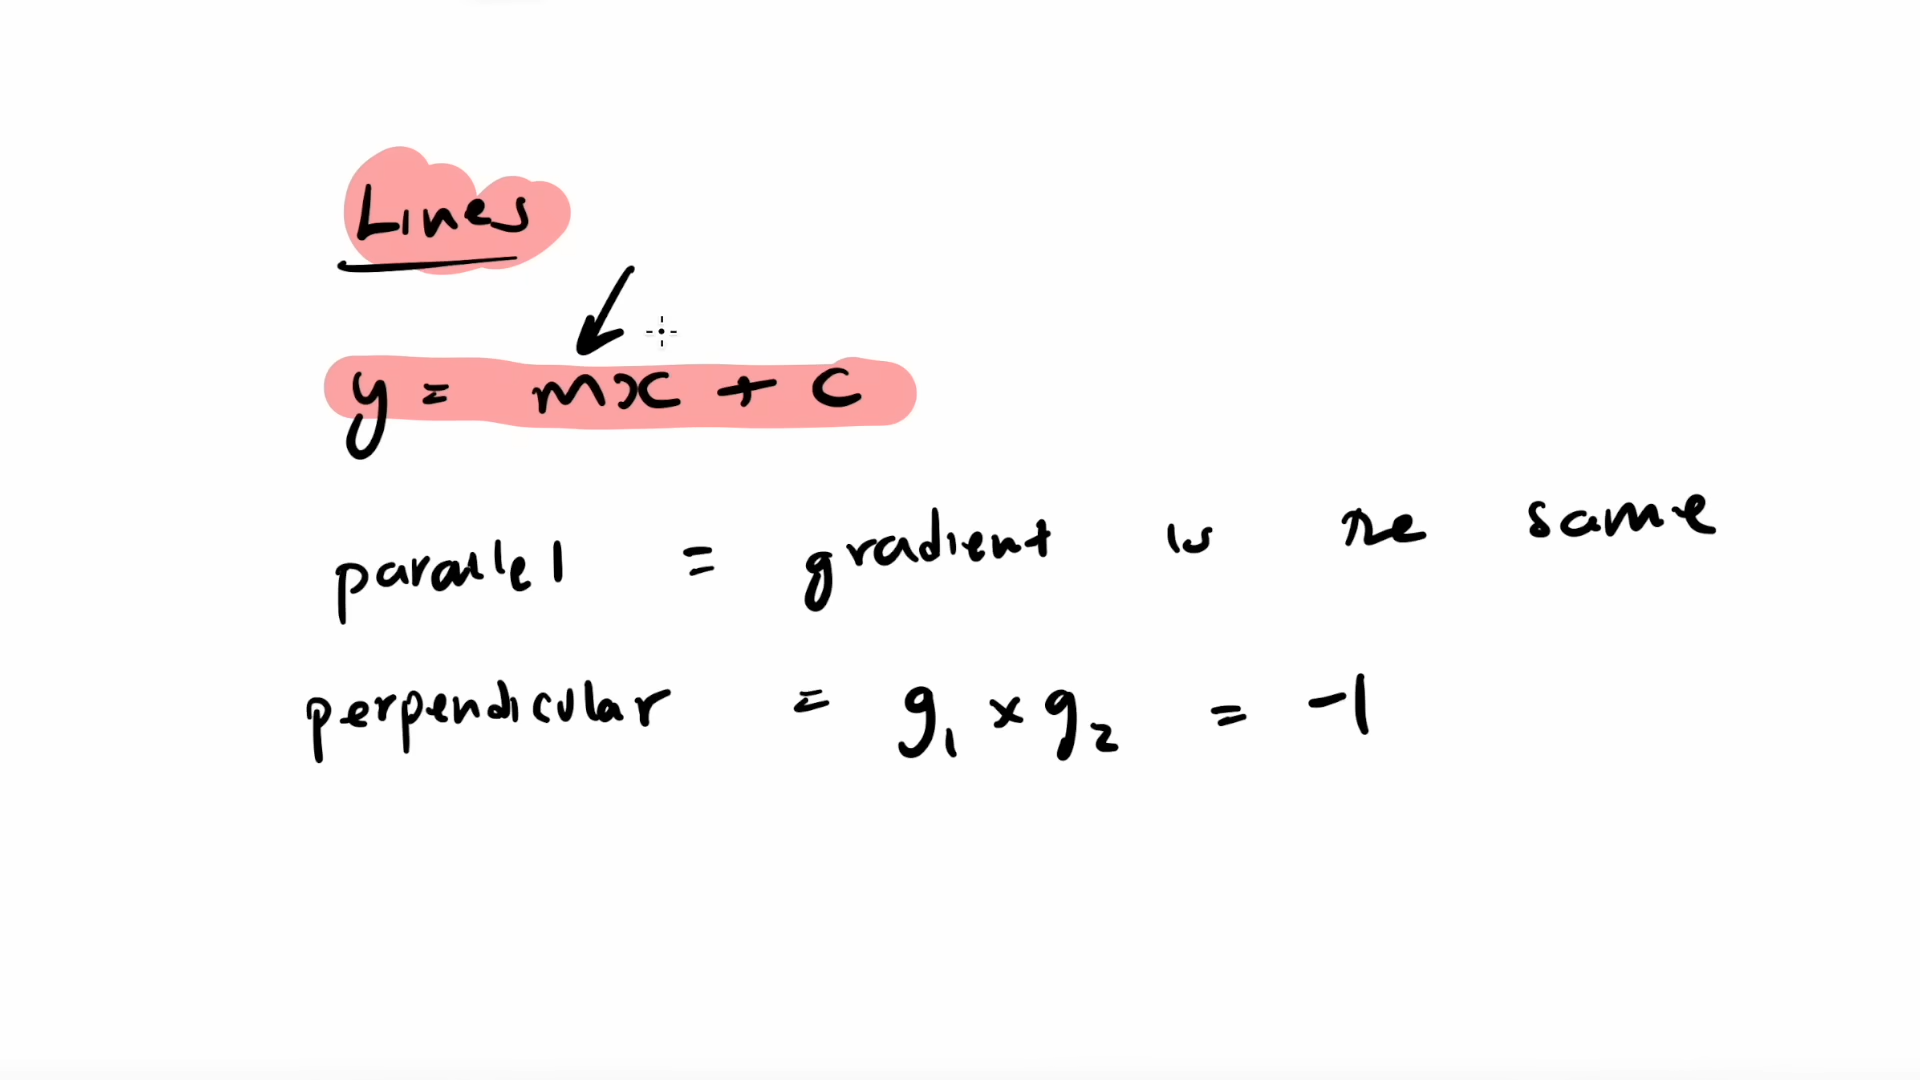 Lines
y = mx + c
parallel = gradient is the same
perpendicular = g₁ × g₂ = -1